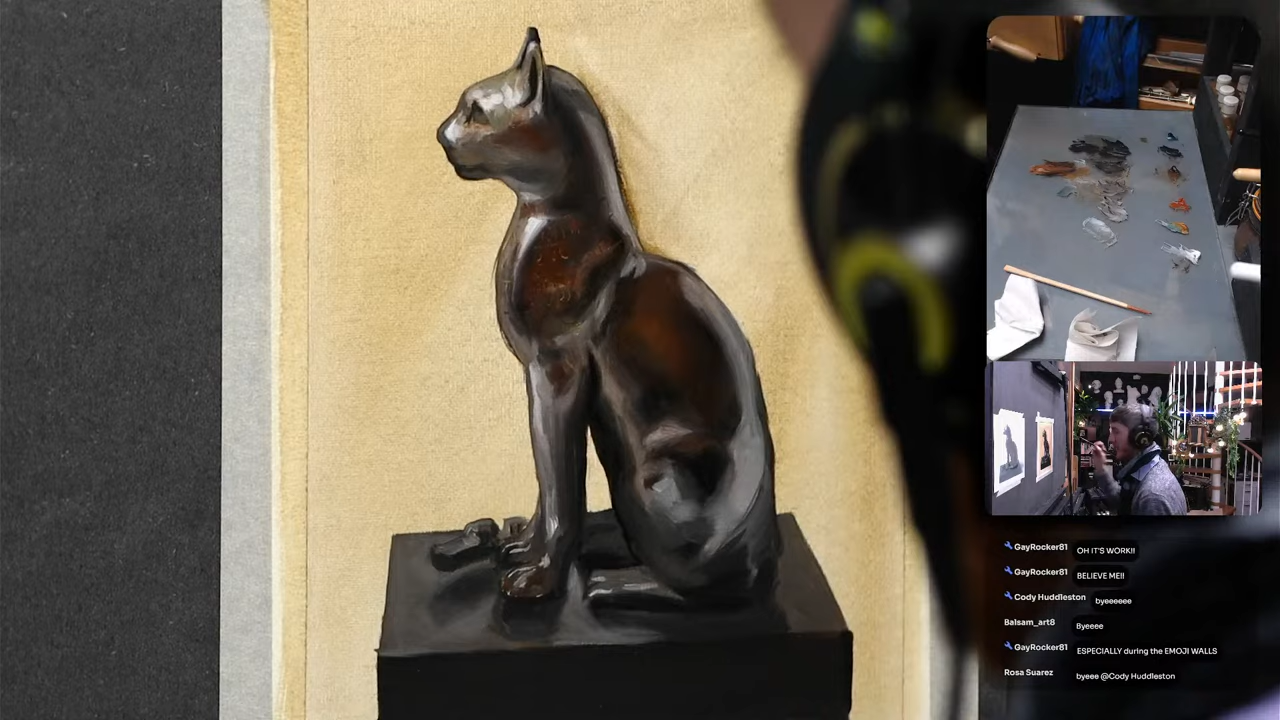 GayRocker81 OH IT'S WORK!!
GayRocker81 BELIEVE ME!!
Cody Huddleston byeeeeee
Balsam_art8 Byeeee
GayRocker81 ESPECIALLY during the EMOJI WALLS
Rosa Suarez byeee @Cody Huddleston